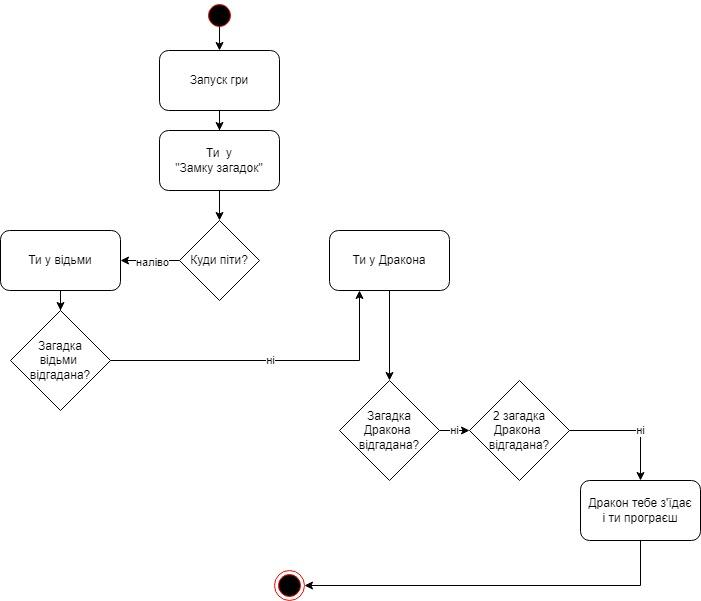 Запуск гри
Ти у
"Замку загадок"
Куди піти?
наліво
Ти у відьми
Загадка
відьми
відгадана?
ні
Ти у Дракона
Загадка
Дракона
відгадана?
ні
2 загадка
Дракона
відгадана?
ні
Дракон тебе з'їдає
і ти програєш